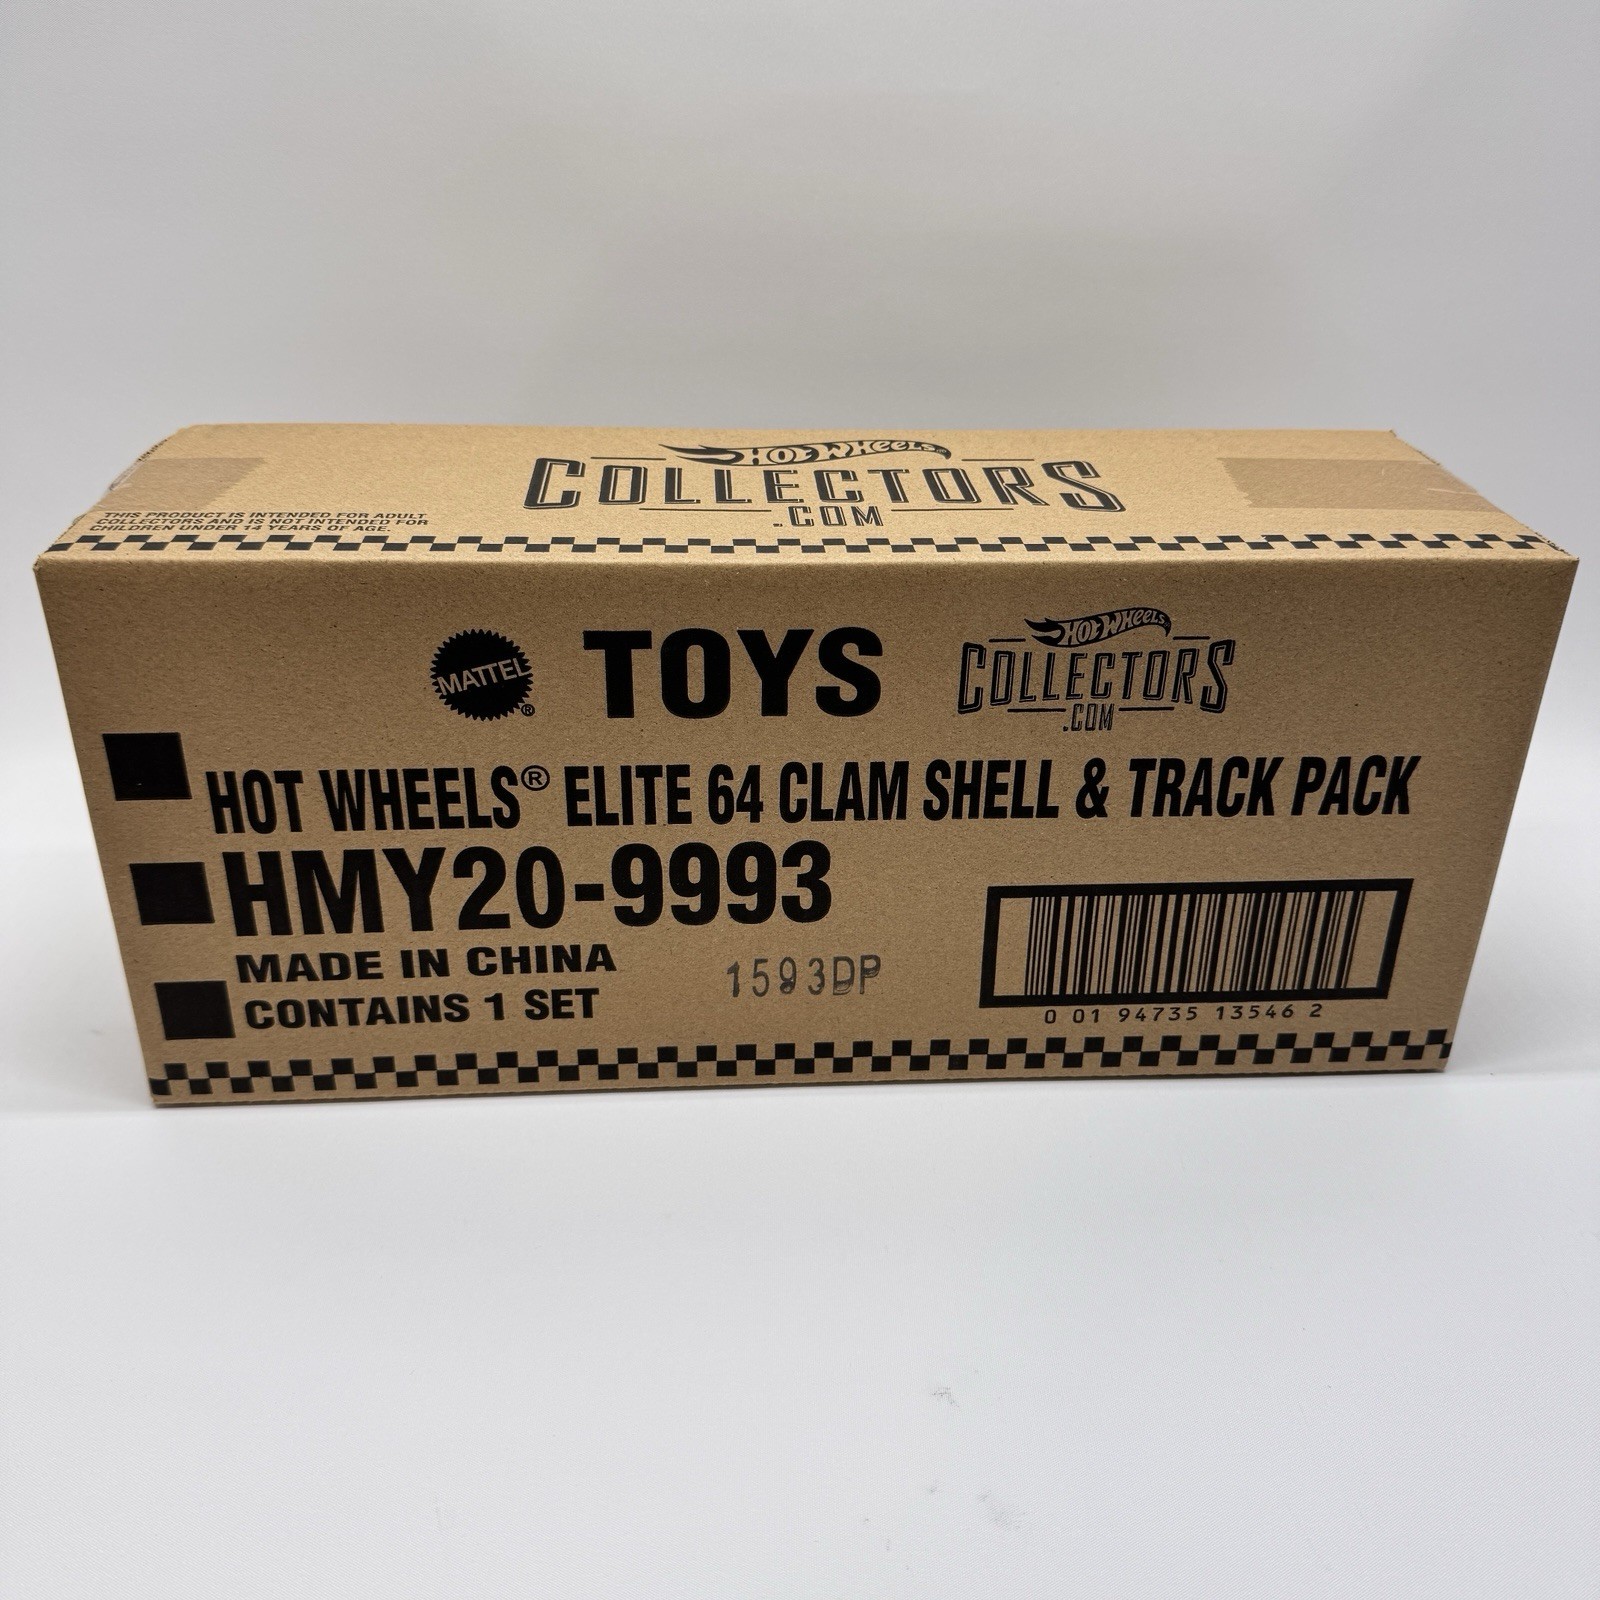 HOT WHEELS
COLLECTORS
.COM
THIS PRODUCT IS INTENDED FOR ADULT
COLLECTORS AND IS NOT INTENDED FOR
CHILDREN UNDER 14 YEARS OF AGE.
MATTEL®
TOYS
HOT WHEELS
COLLECTORS
.COM
HOT WHEELS® ELITE 64 CLAM SHELL & TRACK PACK
HMY20-9993
MADE IN CHINA
CONTAINS 1 SET
1593DP
0 01 94735 13546 2